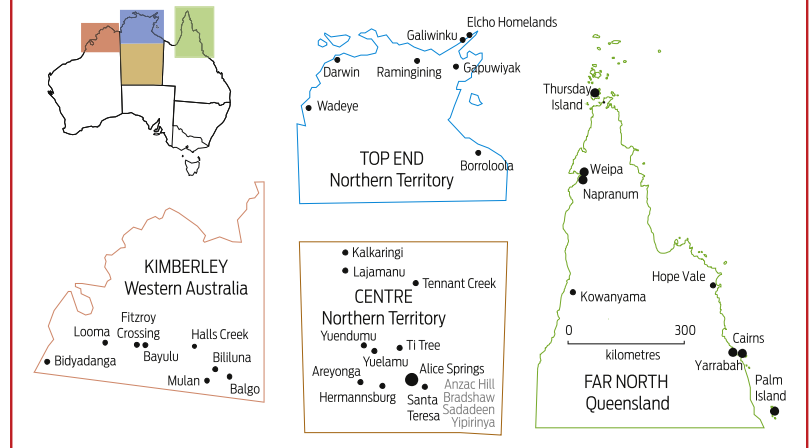 Elcho Homelands
Galiwinku
Darwin
Ramingining
Gapuwiyak
Wadeye
Borroloola
TOP END
Northern Territory
Thursday
Island
Weipa
Napranum
Hope Vale
Kowanyama
0
300
kilometres
Cairns
Yarrabah
Palm
Island
FAR NORTH
Queensland
KIMBERLEY
Western Australia
Looma
Fitzroy
Crossing
Bayulu
Halls Creek
Bidyadanga
Bililuna
Mulan
Balgo
Kalkaringi
Lajamanu
Tennant Creek
CENTRE
Northern Territory
Yuendumu
Ti Tree
Yuelamu
Areyonga
Alice Springs
Hermannsburg
Santa
Teresa
Anzac Hill
Bradshaw
Sadadeen
Yipirinya